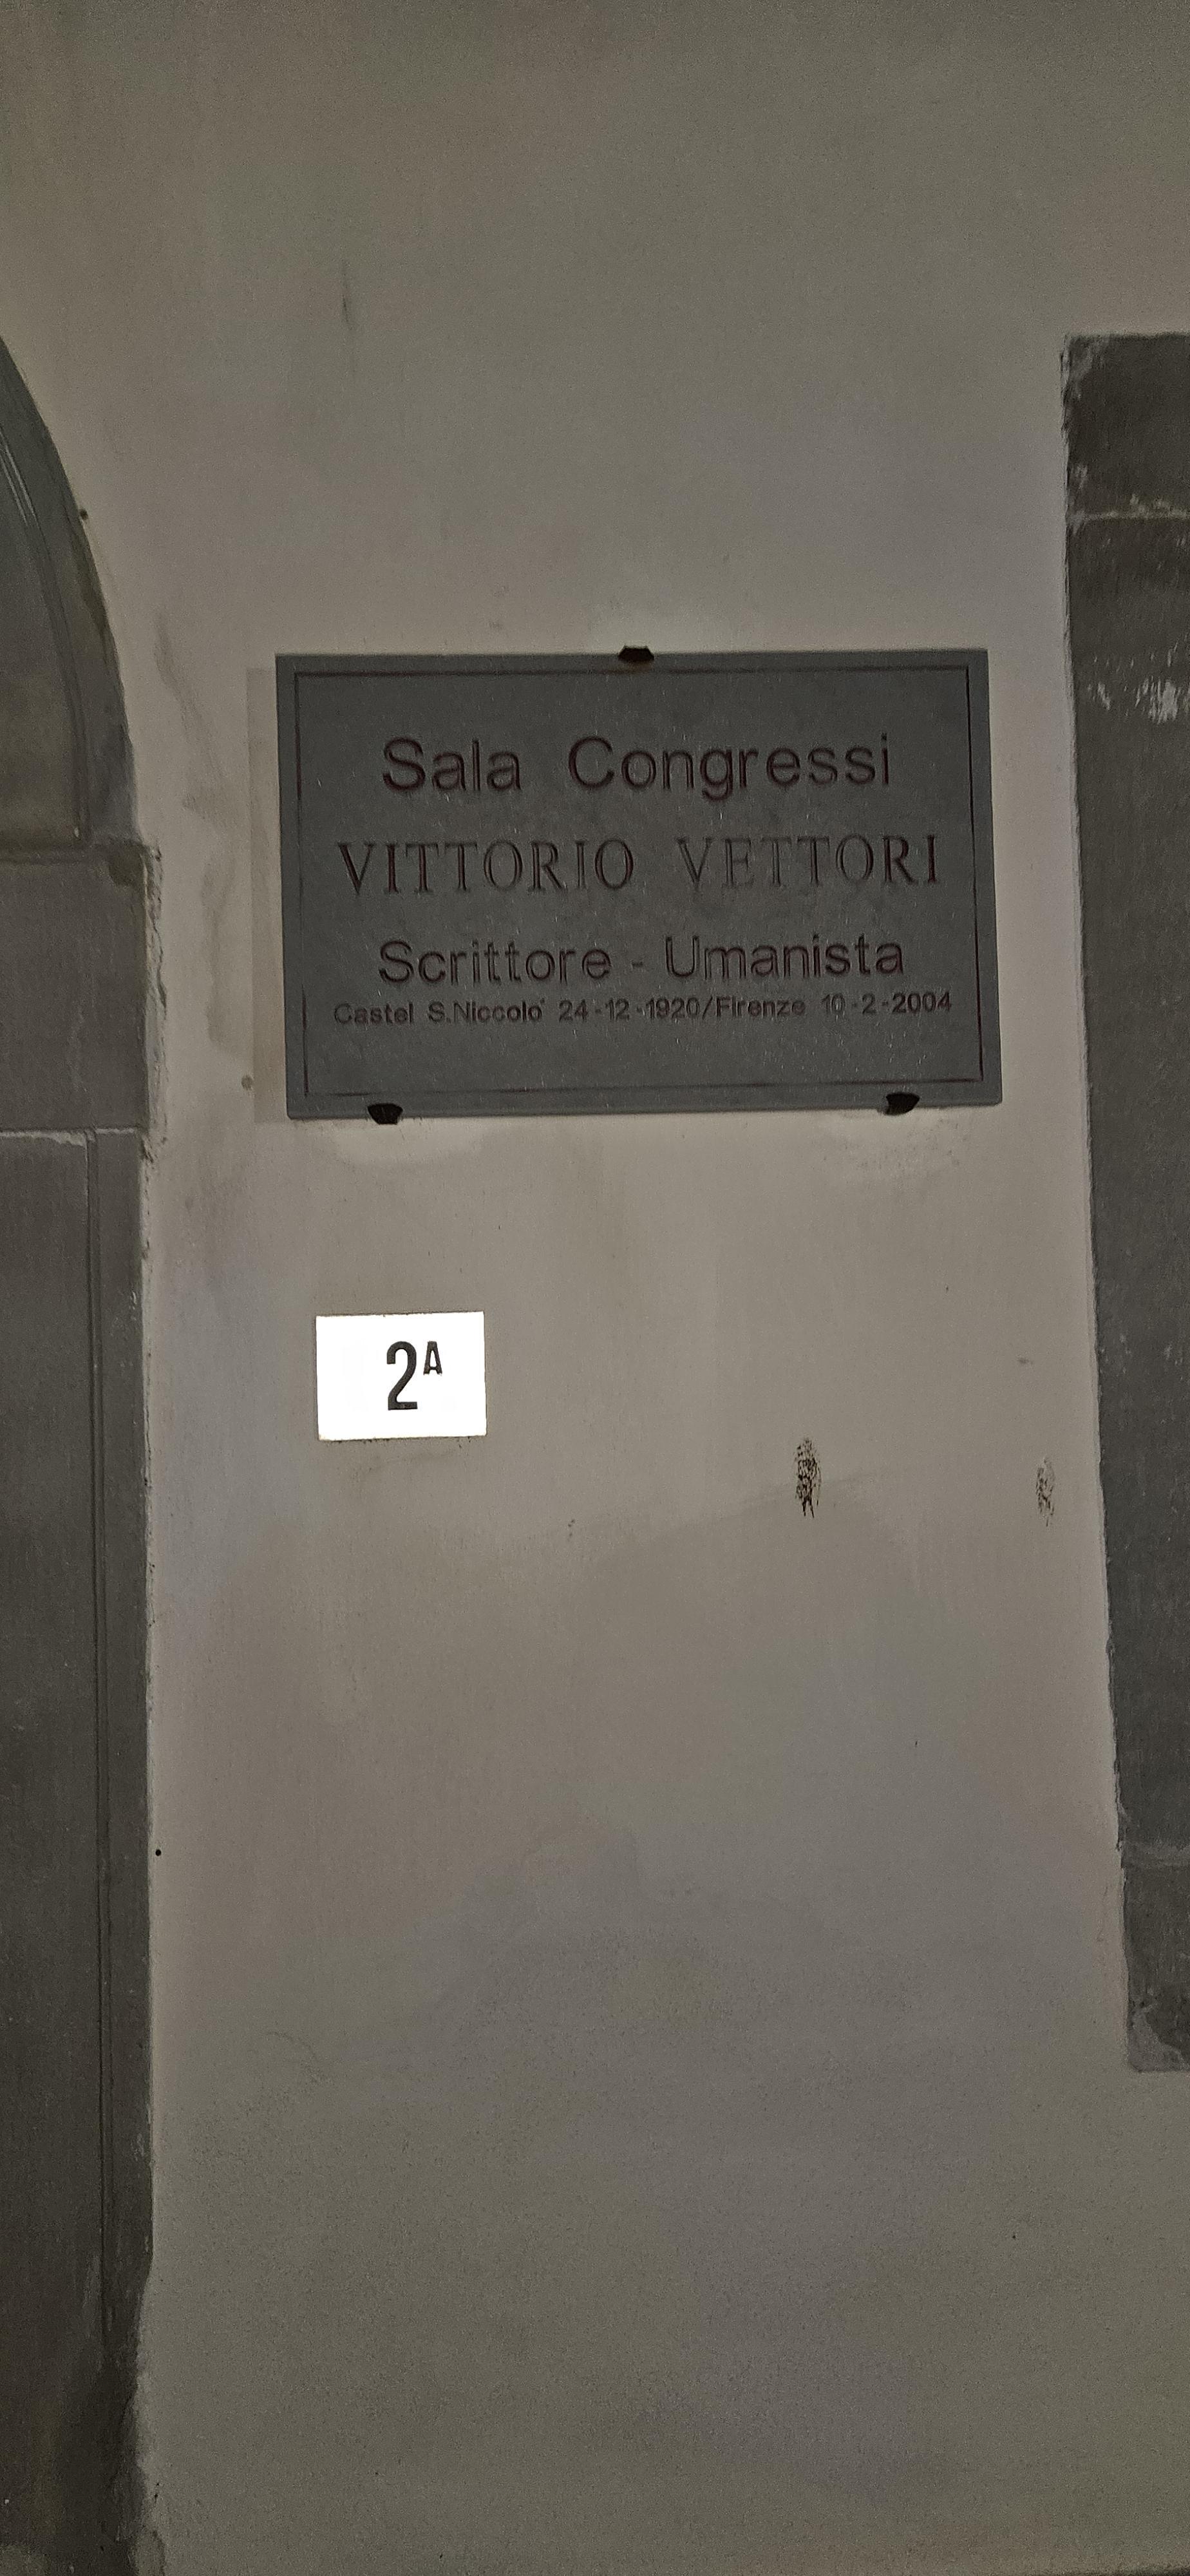 Sala Congressi
VITTORIO VETTORI
Scrittore - Umanista
Castel S.Niccolo' 24-12-1920/Firenze 10-2-2004
2A